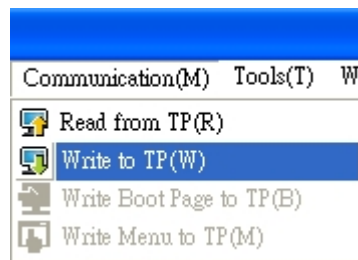 Communication(M) Tools(T) W
Read from TP(R)
Write to TP(W)
Write Boot Page to TP(B)
Write Menu to TP(M)